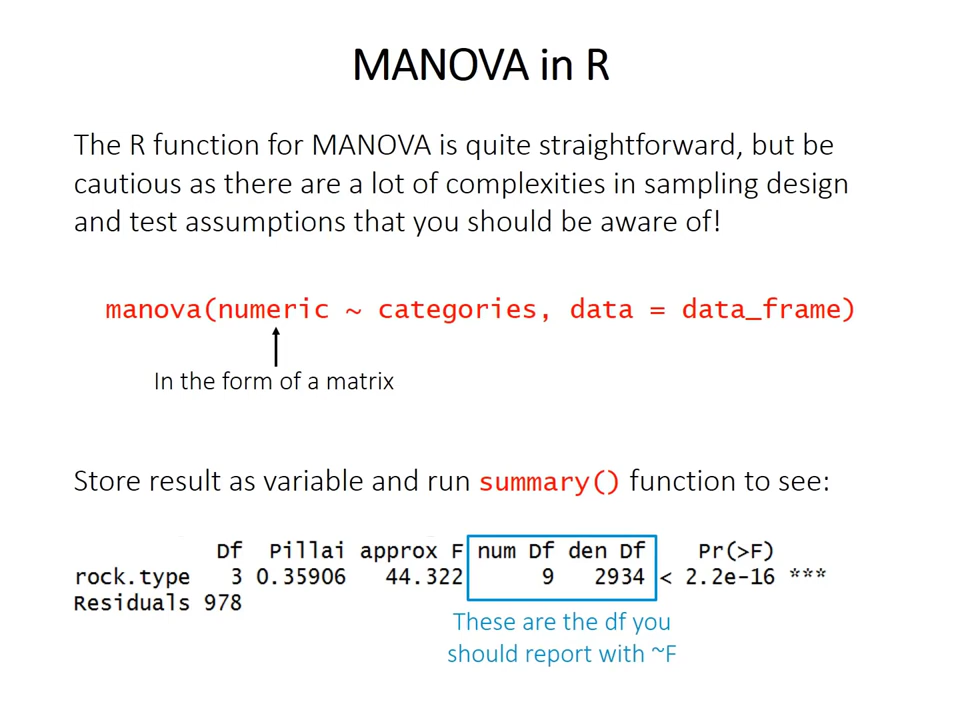 MANOVA in R
The R function for MANOVA is quite straightforward, but be
cautious as there are a lot of complexities in sampling design
and test assumptions that you should be aware of!
manova(numeric ~ categories, data = data_frame)
In the form of a matrix
Store result as variable and run summary() function to see:
Df Pillai approx F num Df den Df Pr(>F)
rock.type 3 0.35906 44.322 9 2934 < 2.2e-16 ***
Residuals 978
These are the df you
should report with ~F